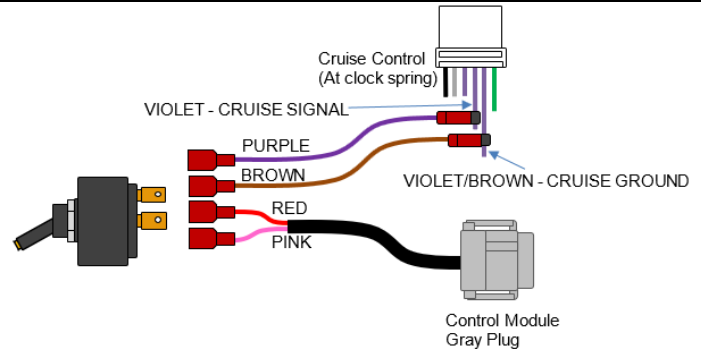 Cruise Control
(At clock spring)
VIOLET - CRUISE SIGNAL
PURPLE
BROWN
VIOLET/BROWN - CRUISE GROUND
RED
PINK
Control Module
Gray Plug